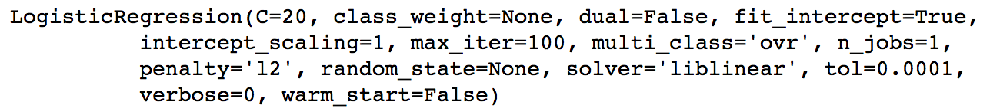 LogisticRegression(C=20, class_weight=None, dual=False, fit_intercept=True,
intercept_scaling=1, max_iter=100, multi_class='ovr', n_jobs=1,
penalty='l2', random_state=None, solver='liblinear', tol=0.0001,
verbose=0, warm_start=False)